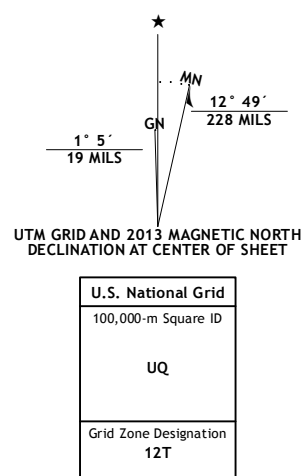 ★
MN
12° 49´
228 MILS
GN
1° 5´
19 MILS
UTM GRID AND 2013 MAGNETIC NORTH
DECLINATION AT CENTER OF SHEET
U.S. National Grid
100,000-m Square ID
UQ
Grid Zone Designation
12T